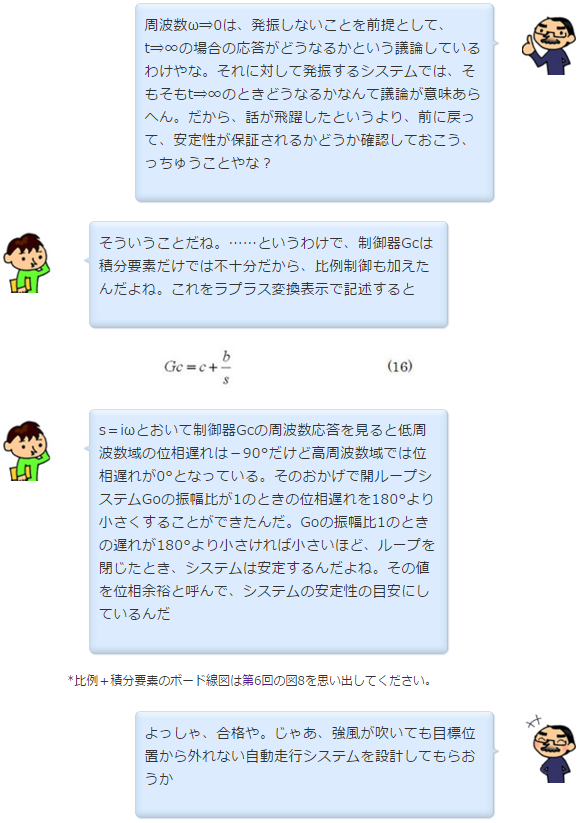 周波数ω⇒0は、発振しないことを前提として、
t⇒∞の場合の応答がどうなるかという議論している
わけやな。それに対して発振するシステムでは、そ
もそもt⇒∞のときどうなるかなんて議論が意味あら
へん。だから、話が飛躍したというより、前に戻っ
て、安定性が保証されるかどうか確認しておこう、
っちゅうことやな？
そういうことだね。……というわけで、制御器Gcは
積分要素だけでは不十分だから、比例制御も加えた
んだよね。これをラプラス変換表示で記述すると
Gc = c + b/s (16)
s＝iωとおいて制御器Gcの周波数応答を見ると低周
波数域の位相遅れは－90°だけど高周波数域では位
相遅れが0°となっている。そのおかげで開ループシ
ステムGoの振幅比が1のときの位相遅れを180°より
小さくすることができたんだ。Goの振幅比1のとき
の遅れが180°より小さければ小さいほど、ループを
閉じたとき、システムは安定するんだよね。その値
を位相余裕と呼んで、システムの安定性の目安にし
ているんだ
*比例＋積分要素のボード線図は第6回の図8を思い出してください。
よっしゃ、合格や。じゃあ、強風が吹いても目標位
置から外れない自動走行システムを設計してもらお
うか